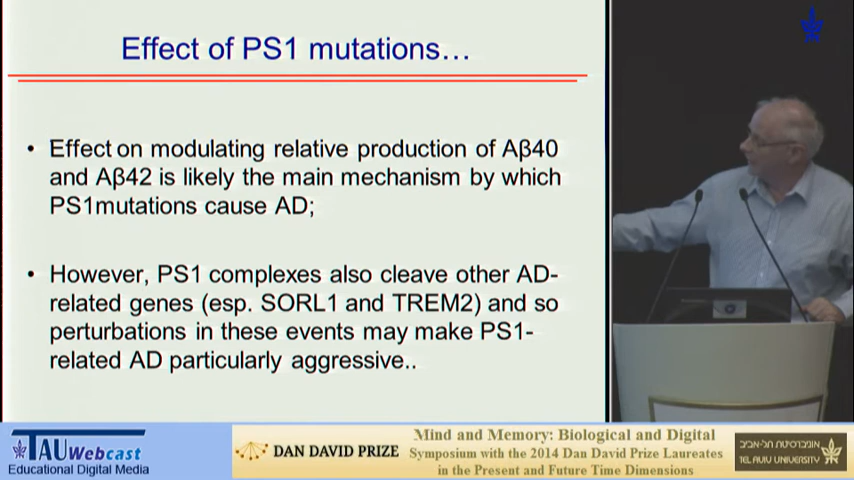 Effect of PS1 mutations…
• Effect on modulating relative production of Aβ40
and Aβ42 is likely the main mechanism by which
PS1mutations cause AD;
• However, PS1 complexes also cleave other AD-
related genes (esp. SORL1 and TREM2) and so
perturbations in these events may make PS1-
related AD particularly aggressive..
TAU Webcast
Educational Digital Media
DAN DAVID PRIZE
Mind and Memory: Biological and Digital
Symposium with the 2014 Dan David Prize Laureates
in the Present and Future Time Dimensions
אוניברסיטת תל-אביב
TEL AVIV UNIVERSITY